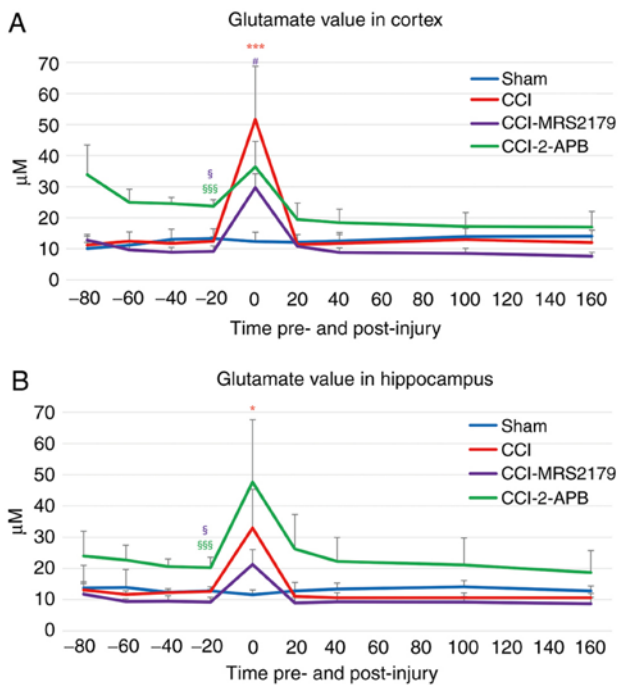 A
Glutamate value in cortex
***
#
70
60
50
40
30
20
10
0
μM
§
§§§
Sham
CCI
CCI-MRS2179
CCI-2-APB
−80 −60 −40 −20 0 20 40 60 80 100 120 140 160
Time pre- and post-injury
B
Glutamate value in hippocampus
*
70
60
50
40
30
20
10
0
μM
§
§§§
Sham
CCI
CCI-MRS2179
CCI-2-APB
−80 −60 −40 −20 0 20 40 60 80 100 120 140 160
Time pre- and post-injury